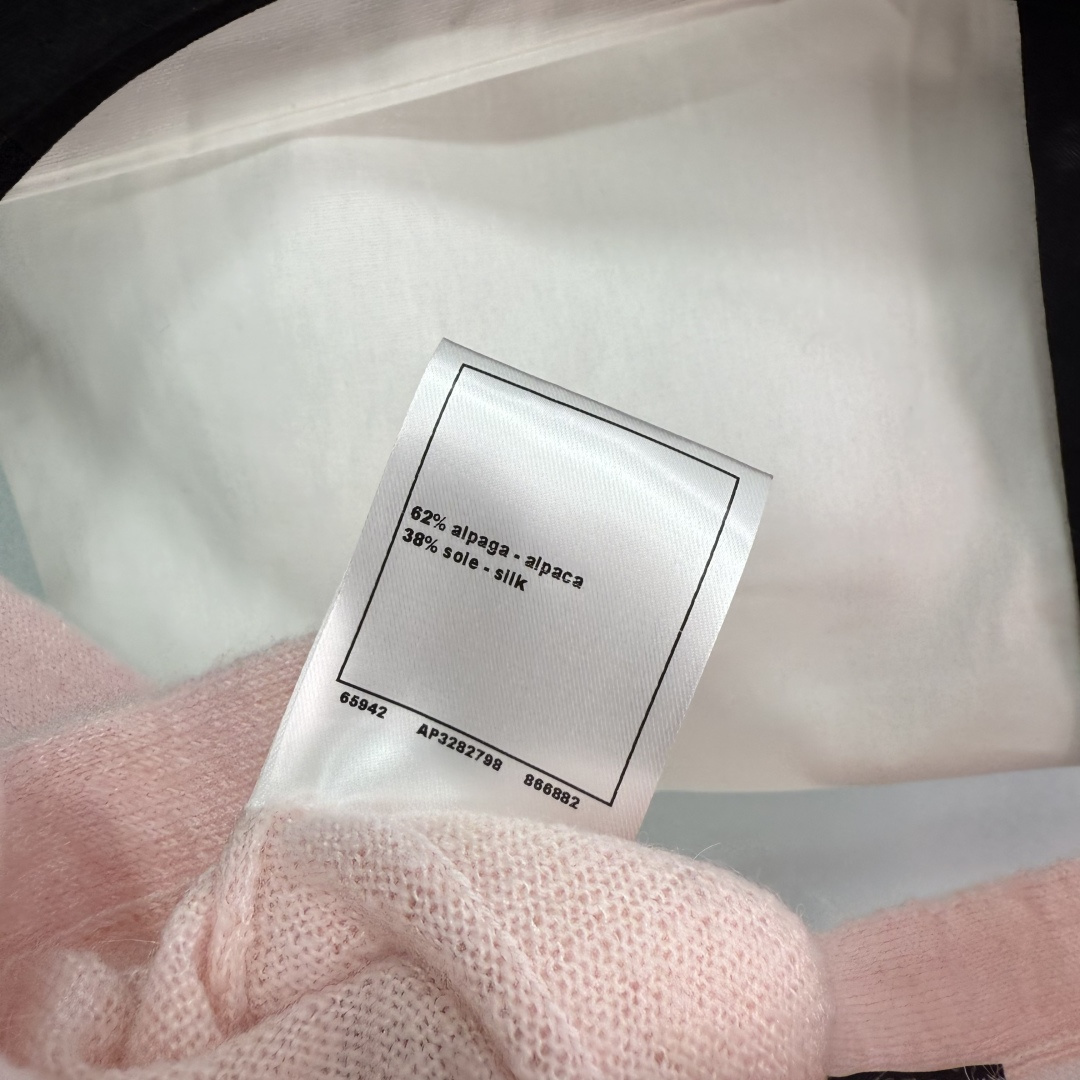 62% alpaga - alpaca
38% soie - silk
65942 AP3282798 866882